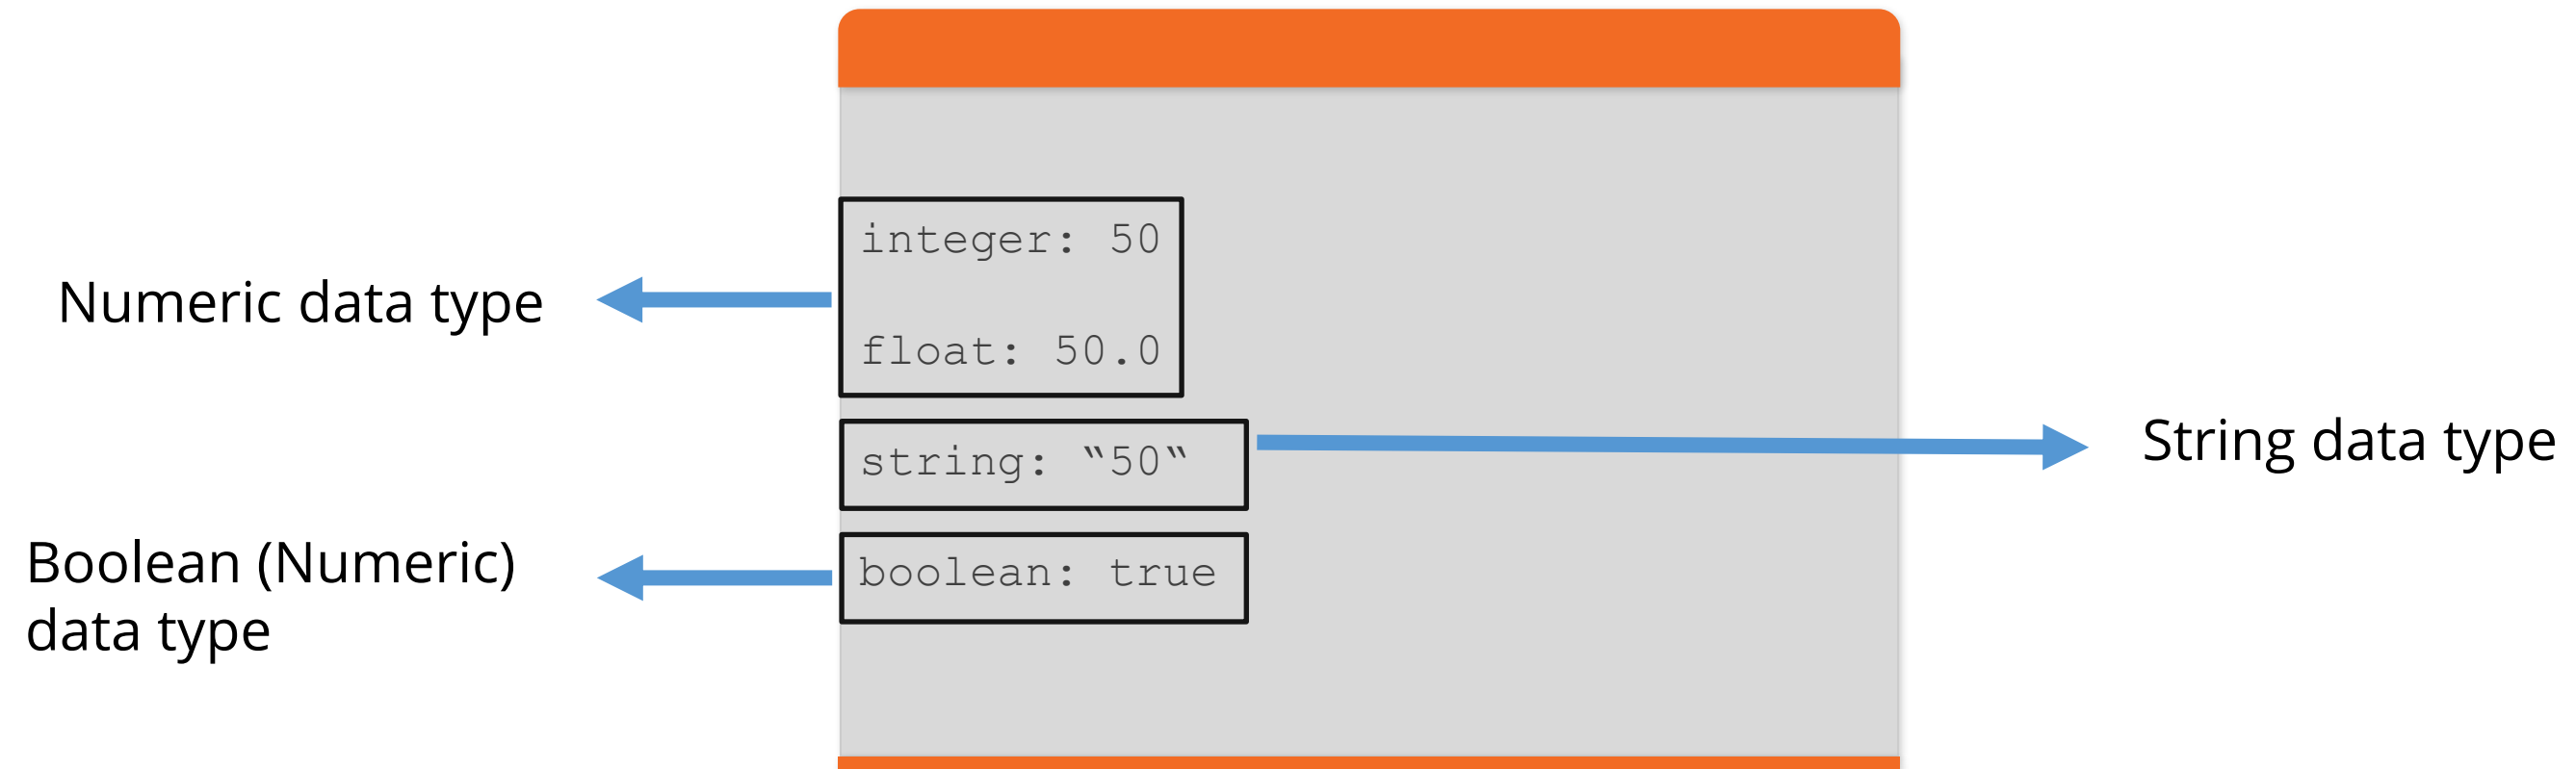 integer: 50
Numeric data type
float: 50.0
string: “50“
String data type
Boolean (Numeric)
data type
boolean: true